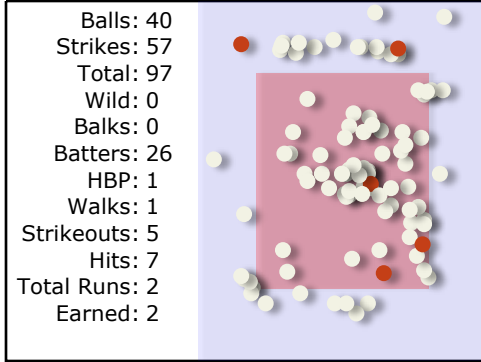 Balls: 40
Strikes: 57
Total: 97
Wild: 0
Balks: 0
Batters: 26
HBP: 1
Walks: 1
Strikeouts: 5
Hits: 7
Total Runs: 2
Earned: 2